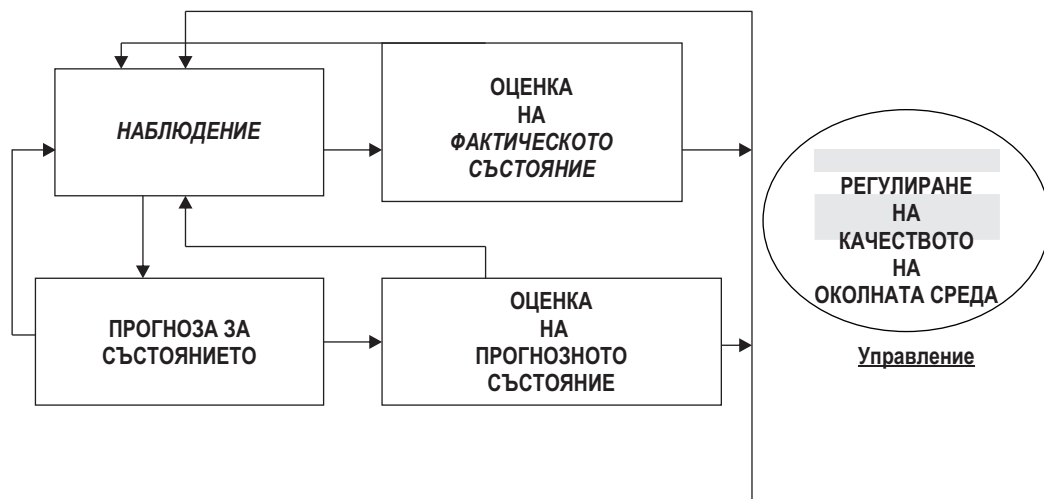 НАБЛЮДЕНИЕ
ОЦЕНКА
НА
ФАКТИЧЕСКОТО
СЪСТОЯНИЕ
РЕГУЛИРАНЕ
НА
КАЧЕСТВОТО
НА
ОКОЛНАТА СРЕДА
Управление
ПРОГНОЗА ЗА
СЪСТОЯНИЕТО
ОЦЕНКА
НА
ПРОГНОЗНОТО
СЪСТОЯНИЕ